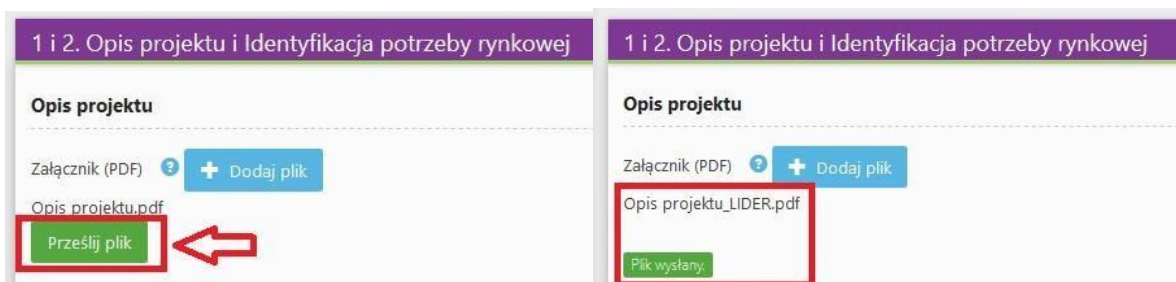 1 i 2. Opis projektu i Identyfikacja potrzeby rynkowej
Opis projektu
Załącznik (PDF) ? + Dodaj plik
Opis projektu.pdf
Prześlij plik
1 i 2. Opis projektu i Identyfikacja potrzeby rynkowej
Opis projektu
Załącznik (PDF) ? + Dodaj plik
Opis projektu_LIDER.pdf
Plik wysłany.